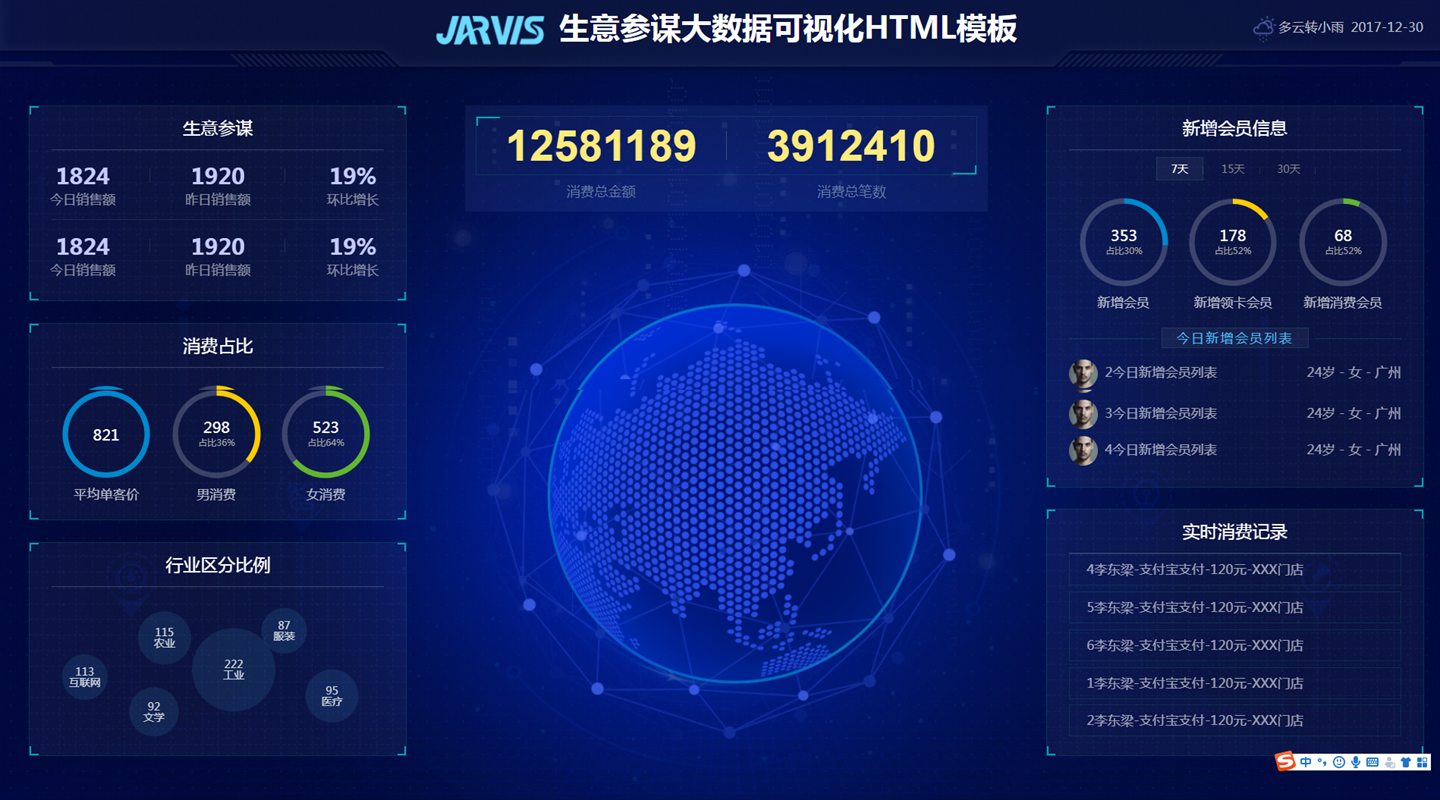 JARVIS 生意参谋大数据可视化HTML模板
多云转小雨 2017-12-30
生意参谋
1824 1920 19%
今日销售额 昨日销售额 环比增长
1824 1920 19%
今日销售额 昨日销售额 环比增长
消费占比
821
298
占比36%
523
占比64%
平均单客价 男消费 女消费
行业区分比例
115
农业
87
服装
222
工业
113
互联网
95
医疗
92
文学
12581189 3912410
消费总金额 消费总笔数
新增会员信息
7天 15天 30天
353
占比30%
178
占比52%
68
占比52%
新增会员 新增领卡会员 新增消费会员
今日新增会员列表
2今日新增会员列表 24岁 - 女 - 广州
3今日新增会员列表 24岁 - 女 - 广州
4今日新增会员列表 24岁 - 女 - 广州
实时消费记录
4李东梁-支付宝支付-120元-XXX门店
5李东梁-支付宝支付-120元-XXX门店
6李东梁-支付宝支付-120元-XXX门店
1李东梁-支付宝支付-120元-XXX门店
2李东梁-支付宝支付-120元-XXX门店
S 中